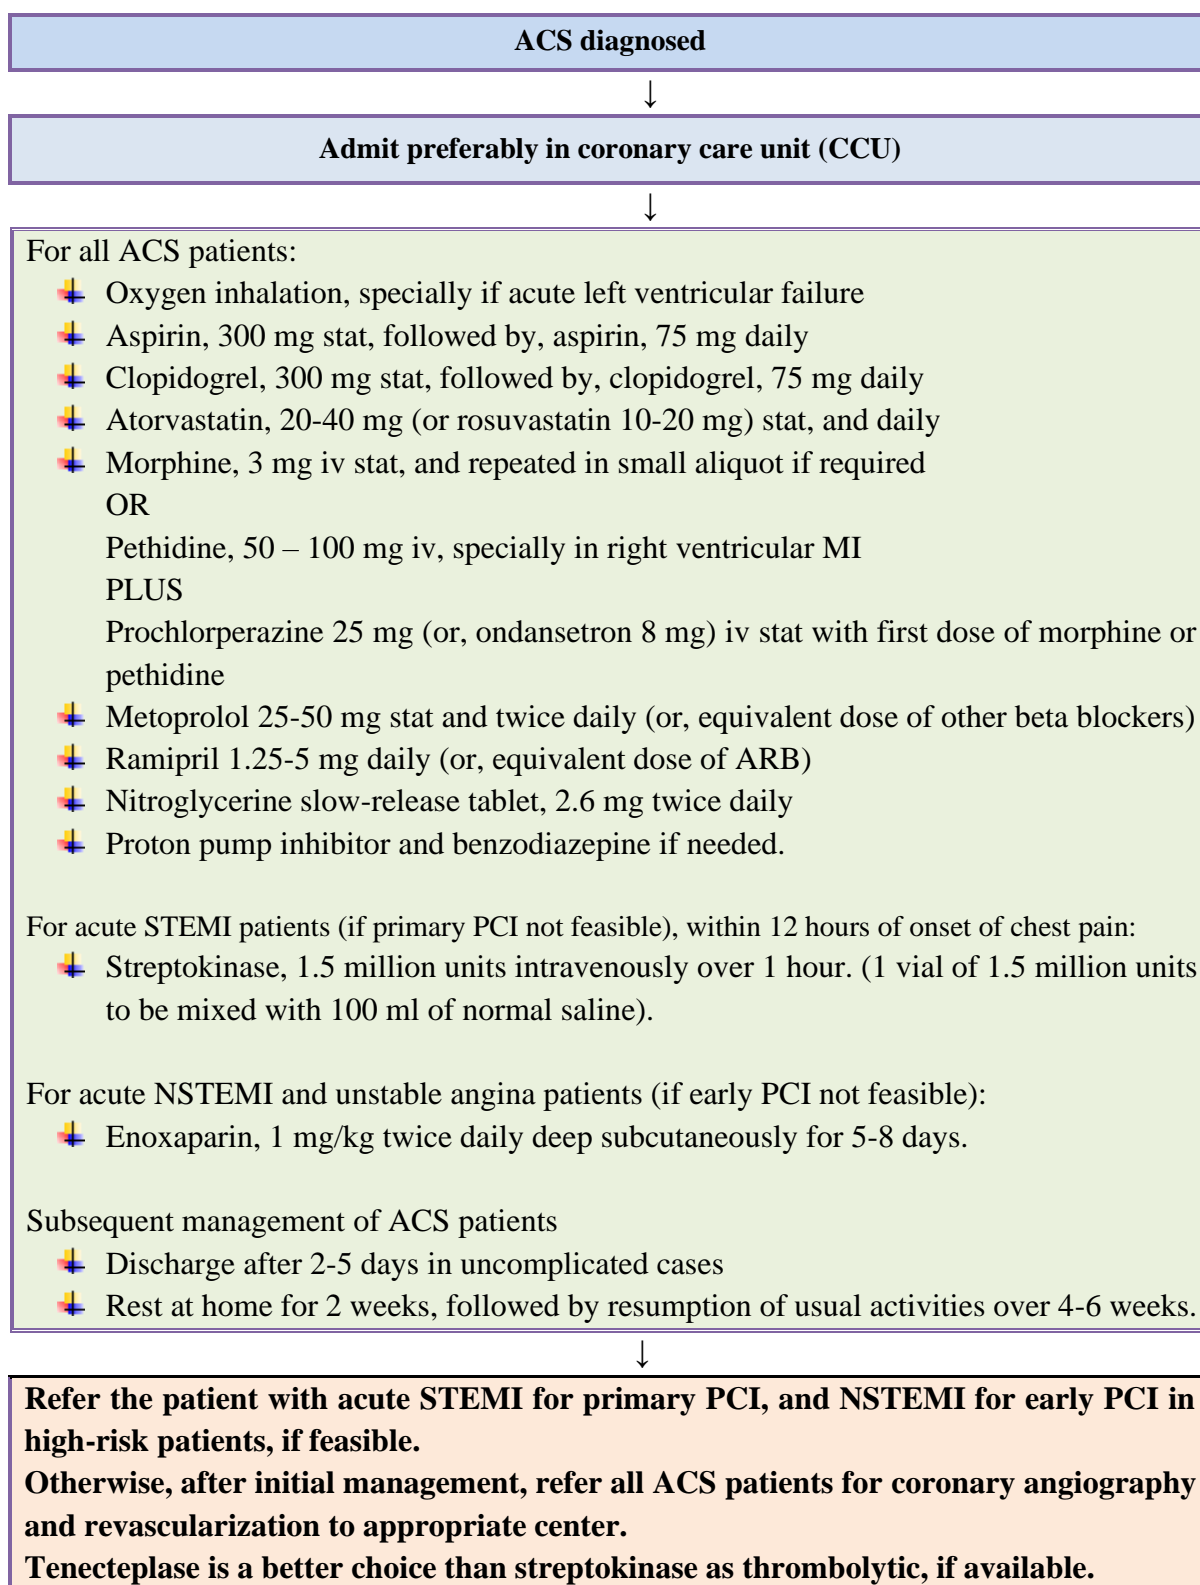 ACS diagnosed
↓
Admit preferably in coronary care unit (CCU)
↓
For all ACS patients:
Oxygen inhalation, specially if acute left ventricular failure
Aspirin, 300 mg stat, followed by, aspirin, 75 mg daily
Clopidogrel, 300 mg stat, followed by, clopidogrel, 75 mg daily
Atorvastatin, 20-40 mg (or rosuvastatin 10-20 mg) stat, and daily
Morphine, 3 mg iv stat, and repeated in small aliquot if required
OR
Pethidine, 50 – 100 mg iv, specially in right ventricular MI
PLUS
Prochlorperazine 25 mg (or, ondansetron 8 mg) iv stat with first dose of morphine or
pethidine
Metoprolol 25-50 mg stat and twice daily (or, equivalent dose of other beta blockers)
Ramipril 1.25-5 mg daily (or, equivalent dose of ARB)
Nitroglycerine slow-release tablet, 2.6 mg twice daily
Proton pump inhibitor and benzodiazepine if needed.
For acute STEMI patients (if primary PCI not feasible), within 12 hours of onset of chest pain:
Streptokinase, 1.5 million units intravenously over 1 hour. (1 vial of 1.5 million units
to be mixed with 100 ml of normal saline).
For acute NSTEMI and unstable angina patients (if early PCI not feasible):
Enoxaparin, 1 mg/kg twice daily deep subcutaneously for 5-8 days.
Subsequent management of ACS patients
Discharge after 2-5 days in uncomplicated cases
Rest at home for 2 weeks, followed by resumption of usual activities over 4-6 weeks.
↓
Refer the patient with acute STEMI for primary PCI, and NSTEMI for early PCI in
high-risk patients, if feasible.
Otherwise, after initial management, refer all ACS patients for coronary angiography
and revascularization to appropriate center.
Tenecteplase is a better choice than streptokinase as thrombolytic, if available.